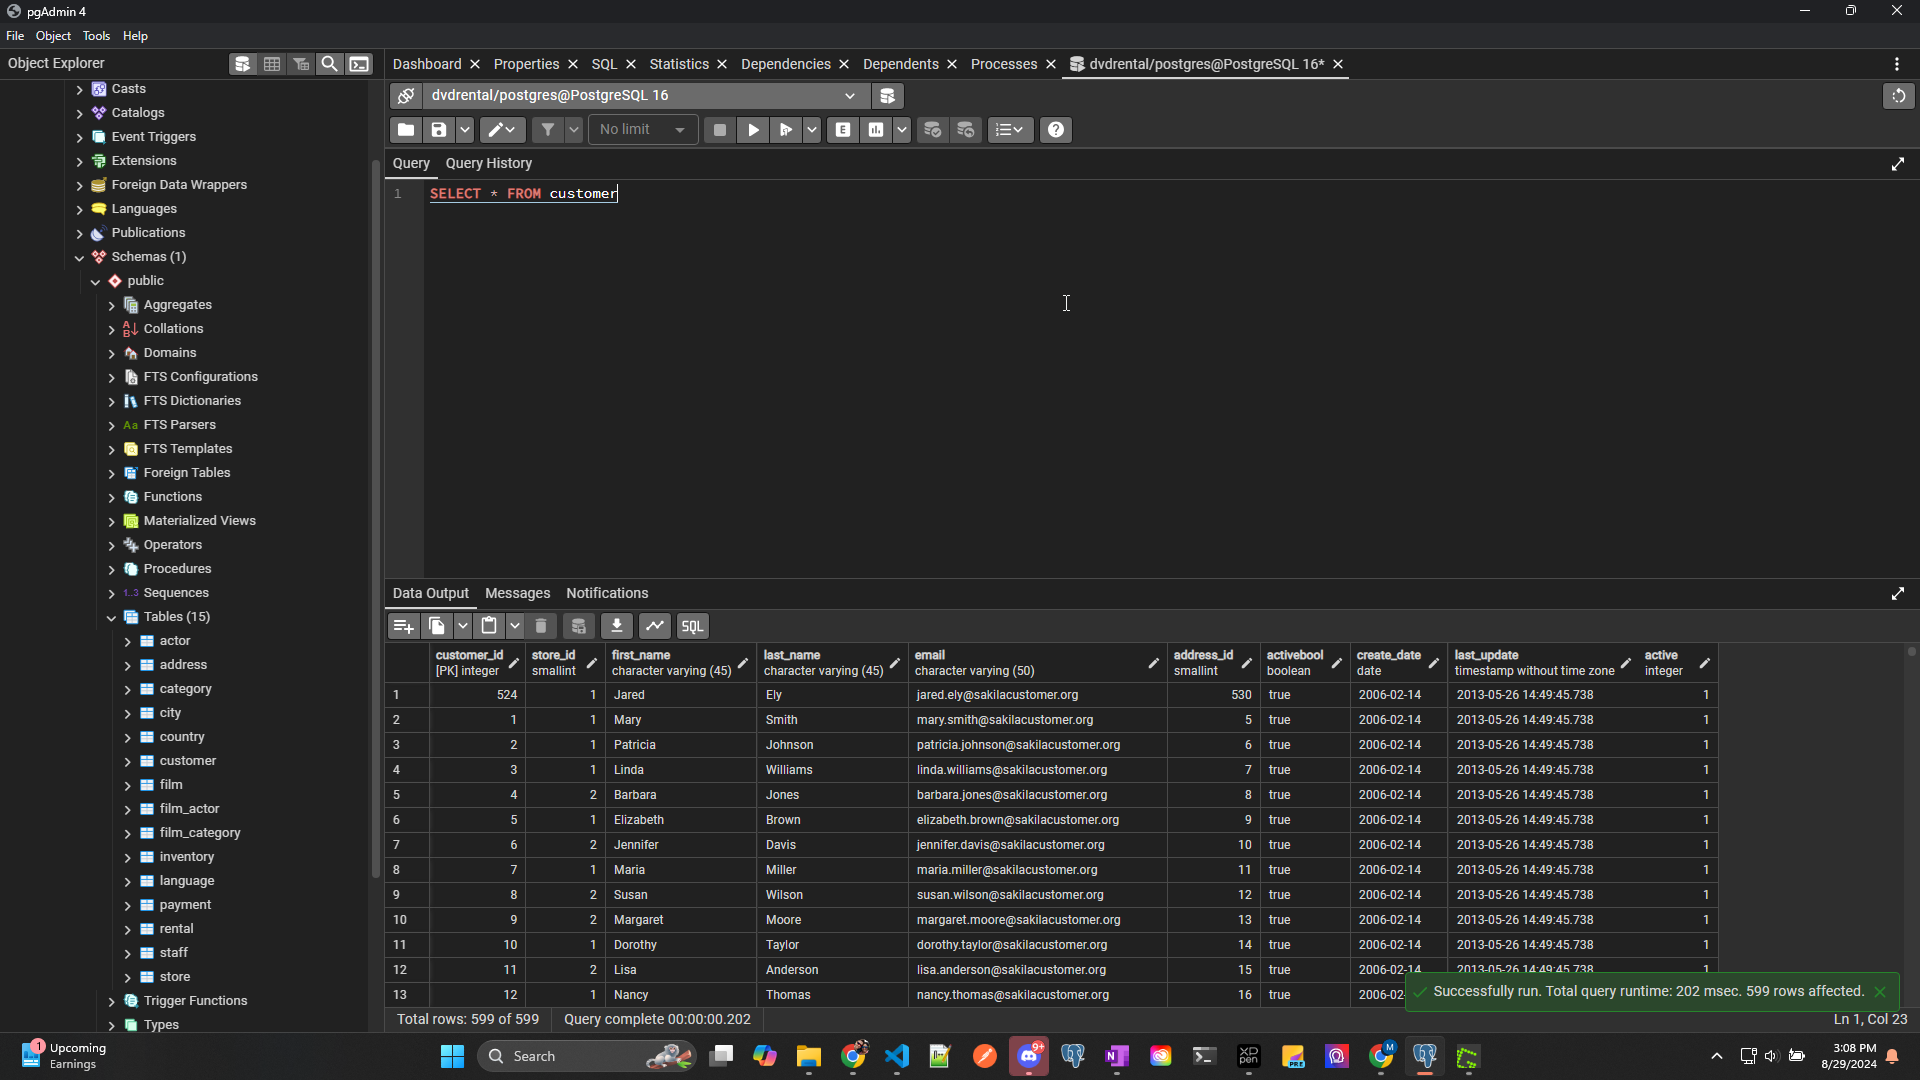 pgAdmin 4
File Object Tools Help
Object Explorer
Dashboard Properties SQL Statistics Dependencies Dependents Processes dvdrental/postgres@PostgreSQL 16*
dvdrental/postgres@PostgreSQL 16
No limit
Query Query History
1 SELECT * FROM customer
Casts
Catalogs
Event Triggers
Extensions
Foreign Data Wrappers
Languages
Publications
Schemas (1)
public
Aggregates
Collations
Domains
FTS Configurations
FTS Dictionaries
Aa FTS Parsers
FTS Templates
Foreign Tables
Functions
Materialized Views
Operators
Procedures
1..3 Sequences
Tables (15)
actor
address
category
city
country
customer
film
film_actor
film_category
inventory
language
payment
rental
staff
store
Trigger Functions
Types
Data Output Messages Notifications
SQL
customer_id store_id first_name last_name email address_id activebool create_date last_update active
[PK] integer smallint character varying (45) character varying (45) character varying (50) smallint boolean date timestamp without time zone integer
1 524 1 Jared Ely jared.ely@sakilacustomer.org 530 true 2006-02-14 2013-05-26 14:49:45.738 1
2 1 1 Mary Smith mary.smith@sakilacustomer.org 5 true 2006-02-14 2013-05-26 14:49:45.738 1
3 2 1 Patricia Johnson patricia.johnson@sakilacustomer.org 6 true 2006-02-14 2013-05-26 14:49:45.738 1
4 3 1 Linda Williams linda.williams@sakilacustomer.org 7 true 2006-02-14 2013-05-26 14:49:45.738 1
5 4 2 Barbara Jones barbara.jones@sakilacustomer.org 8 true 2006-02-14 2013-05-26 14:49:45.738 1
6 5 1 Elizabeth Brown elizabeth.brown@sakilacustomer.org 9 true 2006-02-14 2013-05-26 14:49:45.738 1
7 6 2 Jennifer Davis jennifer.davis@sakilacustomer.org 10 true 2006-02-14 2013-05-26 14:49:45.738 1
8 7 1 Maria Miller maria.miller@sakilacustomer.org 11 true 2006-02-14 2013-05-26 14:49:45.738 1
9 8 2 Susan Wilson susan.wilson@sakilacustomer.org 12 true 2006-02-14 2013-05-26 14:49:45.738 1
10 9 2 Margaret Moore margaret.moore@sakilacustomer.org 13 true 2006-02-14 2013-05-26 14:49:45.738 1
11 10 1 Dorothy Taylor dorothy.taylor@sakilacustomer.org 14 true 2006-02-14 2013-05-26 14:49:45.738 1
12 11 2 Lisa Anderson lisa.anderson@sakilacustomer.org 15 true 2006-02-14 2013-05-26 14:49:45.738 1
13 12 1 Nancy Thomas nancy.thomas@sakilacustomer.org 16 true 2006-02-
Successfully run. Total query runtime: 202 msec. 599 rows affected.
Total rows: 599 of 599 Query complete 00:00:00.202 Ln 1, Col 23
1 Upcoming
Earnings
Search
9+
M
3:08 PM
8/29/2024